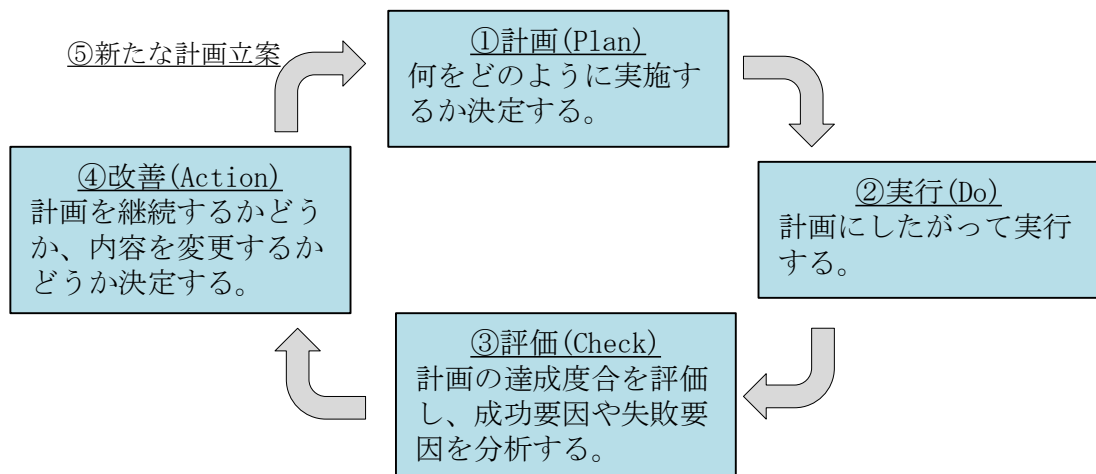 ⑤新たな計画立案
①計画(Plan)
何をどのように実施す
るか決定する。
②実行(Do)
計画にしたがって実行
する。
③評価(Check)
計画の達成度合を評価
し、成功要因や失敗要
因を分析する。
④改善(Action)
計画を継続するかどう
か、内容を変更するか
どうか決定する。